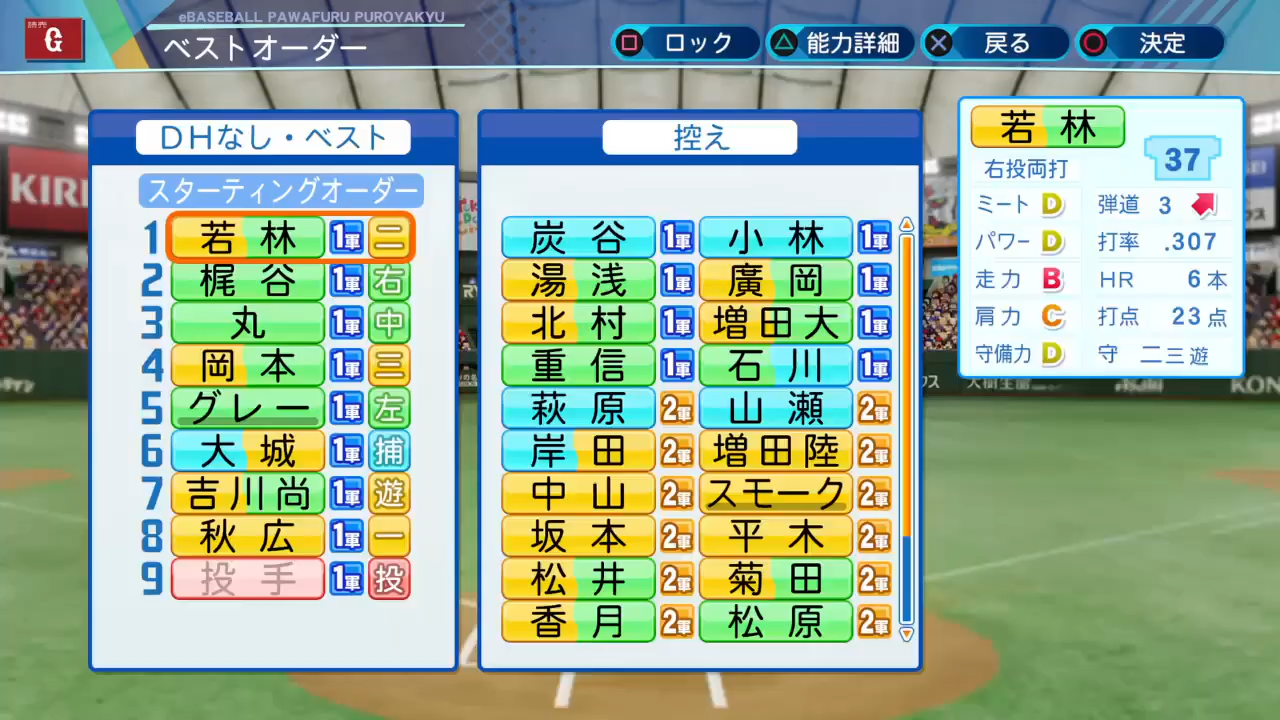 読売
G
eBASEBALL PAWAFURU PUROYAKYU
ベストオーダー
ロック
能力詳細
戻る
決定
DHなし・ベスト
スターティングオーダー
1 若林 1軍 二
2 梶谷 1軍 右
3 丸 1軍 中
4 岡本 1軍 三
5 グレー 1軍 左
6 大城 1軍 捕
7 吉川尚 1軍 遊
8 秋広 1軍 一
9 投手 1軍 投
控え
炭谷 1軍 小林 1軍
湯浅 1軍 廣岡 1軍
北村 1軍 増田大 1軍
重信 1軍 石川 1軍
萩原 2軍 山瀬 2軍
岸田 2軍 増田陸 2軍
中山 2軍 スモーク 2軍
坂本 2軍 平木 2軍
松井 2軍 菊田 2軍
香月 2軍 松原 2軍
若林
右投両打 37
ミート D 弾道 3
パワー D 打率 .307
走力 B HR 6本
肩力 C 打点 23点
守備力 D 守 二三遊
KIRI
KON